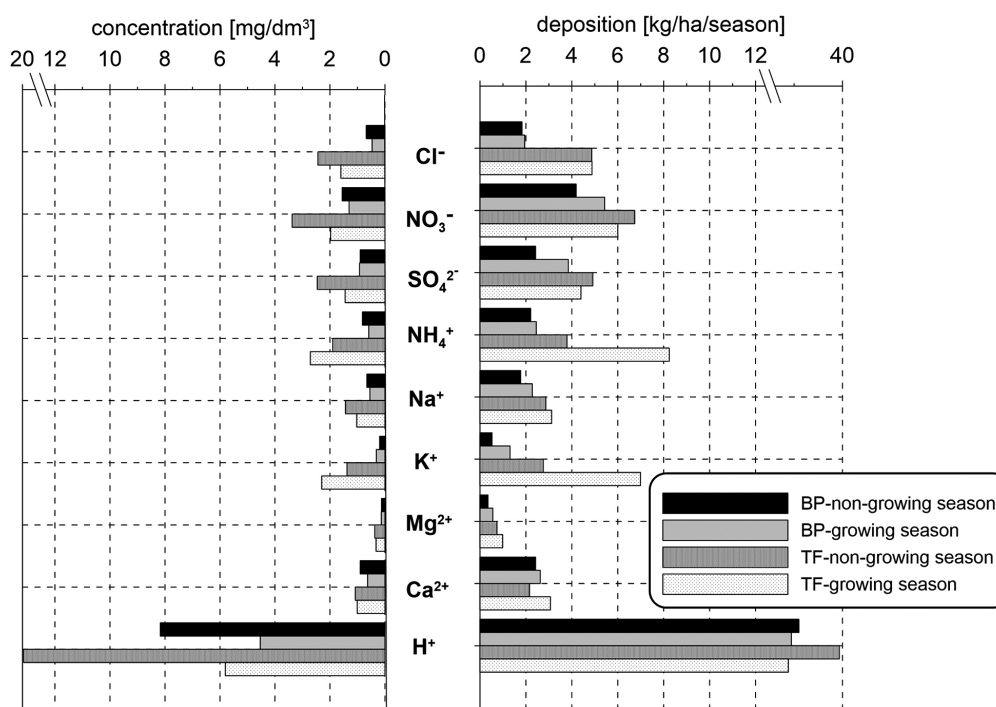 concentration [mg/dm³]
deposition [kg/ha/season]
20 12 10 8 6 4 2 0
0 2 4 6 8 10 12 40
Cl⁻
NO₃⁻
SO₄²⁻
NH₄⁺
Na⁺
K⁺
Mg²⁺
Ca²⁺
H⁺
BP-non-growing season
BP-growing season
TF-non-growing season
TF-growing season